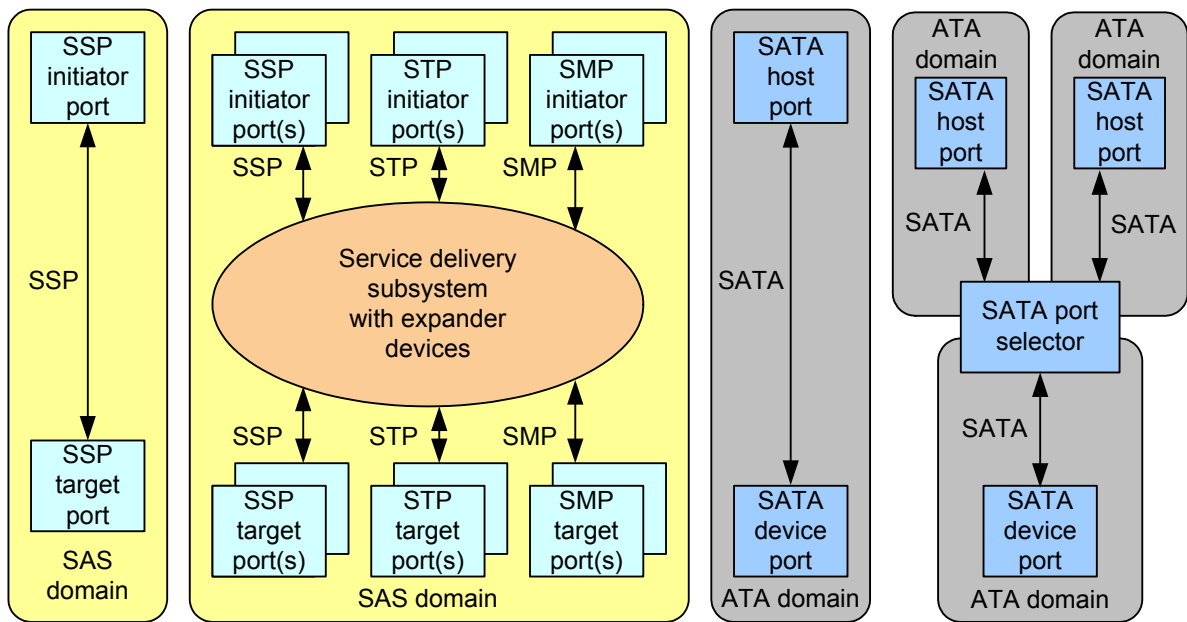 SSP
initiator
port
SSP
SSP
target
port
SAS
domain
SSP
initiator
port(s)
STP
initiator
port(s)
SMP
initiator
port(s)
SSP
STP
SMP
Service delivery
subsystem
with expander
devices
SSP
STP
SMP
SSP
target
port(s)
STP
target
port(s)
SMP
target
port(s)
SAS domain
SATA
host
port
SATA
SATA
device
port
ATA domain
ATA
domain
SATA
host
port
SATA
ATA
domain
SATA
host
port
SATA
SATA port
selector
SATA
SATA
device
port
ATA domain